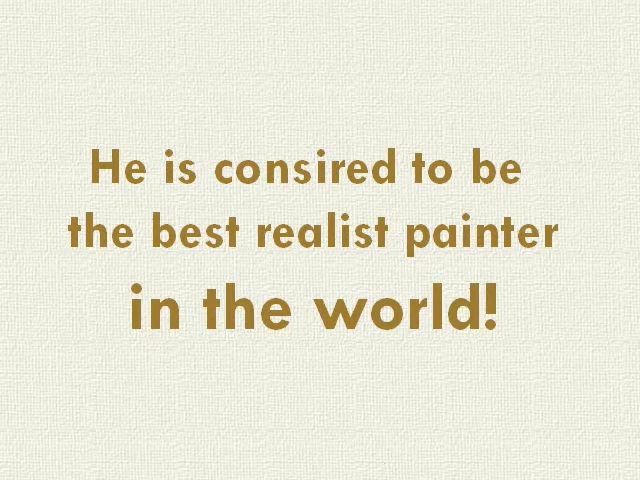 He is consired to be
the best realist painter
in the world!